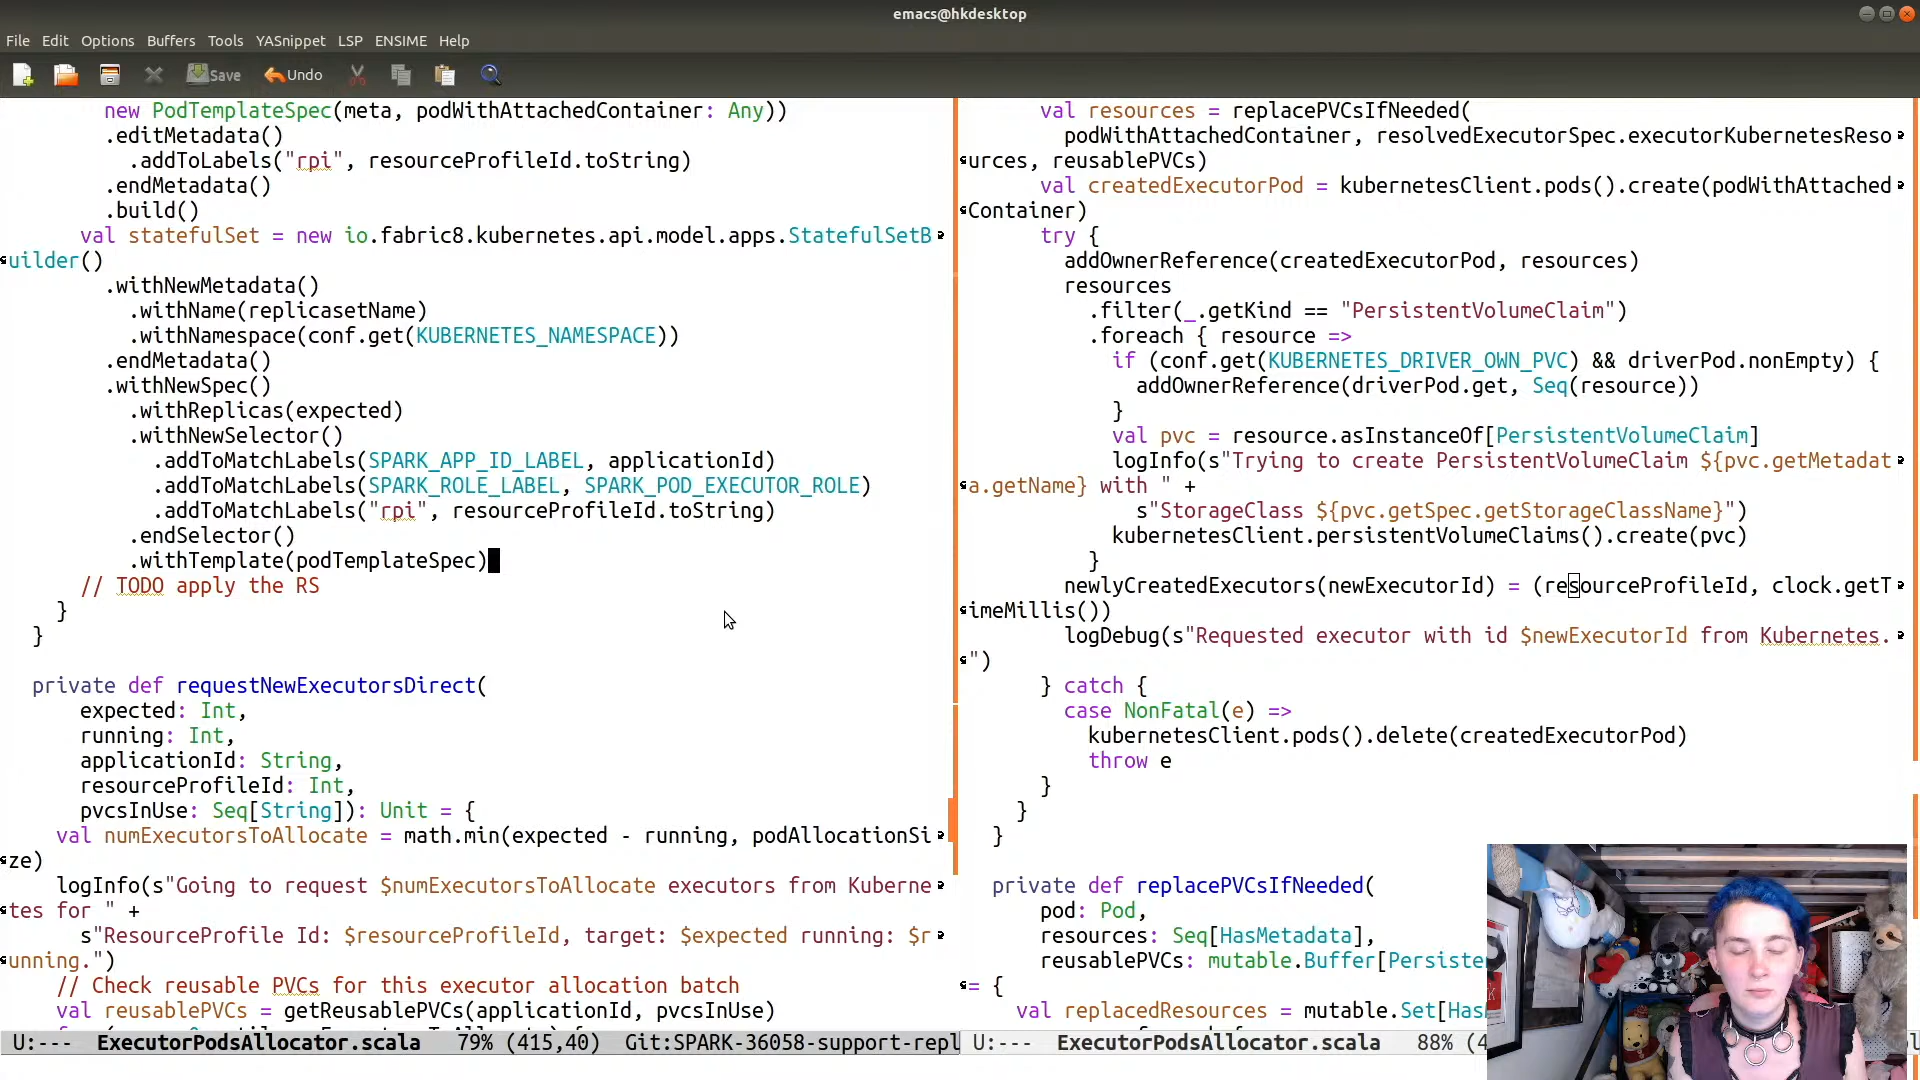 emacs@hkdesktop
File Edit Options Buffers Tools YASnippet LSP ENSIME Help
Save Undo
new PodTemplateSpec(meta, podWithAttachedContainer: Any))
.editMetadata()
.addToLabels("rpi", resourceProfileId.toString)
.endMetadata()
.build()
val statefulSet = new io.fabric8.kubernetes.api.model.apps.StatefulSetB
uilder()
.withNewMetadata()
.withName(replicasetName)
.withNamespace(conf.get(KUBERNETES_NAMESPACE))
.endMetadata()
.withNewSpec()
.withReplicas(expected)
.withNewSelector()
.addToMatchLabels(SPARK_APP_ID_LABEL, applicationId)
.addToMatchLabels(SPARK_ROLE_LABEL, SPARK_POD_EXECUTOR_ROLE)
.addToMatchLabels("rpi", resourceProfileId.toString)
.endSelector()
.withTemplate(podTemplateSpec)
// TODO apply the RS
}
}
private def requestNewExecutorsDirect(
expected: Int,
running: Int,
applicationId: String,
resourceProfileId: Int,
pvcsInUse: Seq[String]): Unit = {
val numExecutorsToAllocate = math.min(expected - running, podAllocationSi
ze)
logInfo(s"Going to request $numExecutorsToAllocate executors from Kuberne
tes for " +
s"ResourceProfile Id: $resourceProfileId, target: $expected running: $r
unning.")
// Check reusable PVCs for this executor allocation batch
val reusablePVCs = getReusablePVCs(applicationId, pvcsInUse)
U:--- ExecutorPodsAllocator.scala 79% (415,40) Git:SPARK-36058-support-repl
val resources = replacePVCsIfNeeded(
podWithAttachedContainer, resolvedExecutorSpec.executorKubernetesReso
urces, reusablePVCs)
val createdExecutorPod = kubernetesClient.pods().create(podWithAttached
Container)
try {
addOwnerReference(createdExecutorPod, resources)
resources
.filter(_.getKind == "PersistentVolumeClaim")
.foreach { resource =>
if (conf.get(KUBERNETES_DRIVER_OWN_PVC) && driverPod.nonEmpty) {
addOwnerReference(driverPod.get, Seq(resource))
}
val pvc = resource.asInstanceOf[PersistentVolumeClaim]
logInfo(s"Trying to create PersistentVolumeClaim ${pvc.getMetadat
a.getName} with " +
s"StorageClass ${pvc.getSpec.getStorageClassName}")
kubernetesClient.persistentVolumeClaims().create(pvc)
}
newlyCreatedExecutors(newExecutorId) = (resourceProfileId, clock.getT
imeMillis())
logDebug(s"Requested executor with id $newExecutorId from Kubernetes.
")
} catch {
case NonFatal(e) =>
kubernetesClient.pods().delete(createdExecutorPod)
throw e
}
}
}
private def replacePVCsIfNeeded(
pod: Pod,
resources: Seq[HasMetadata],
reusablePVCs: mutable.Buffer[Persiste
= {
val replacedResources = mutable.Set[Has
U:--- ExecutorPodsAllocator.scala 88% (4